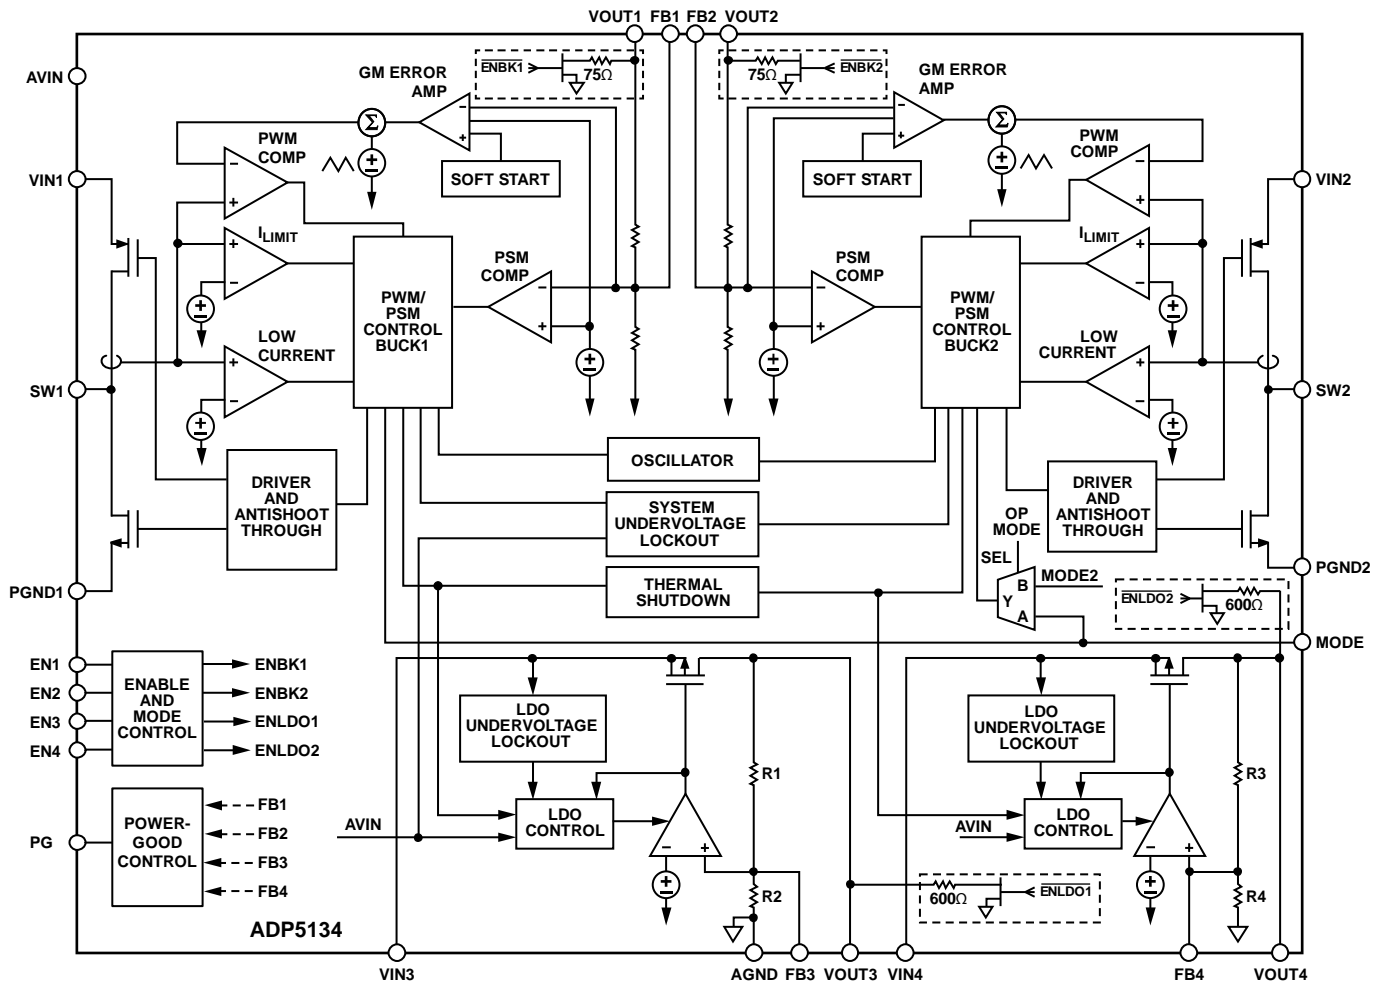 VOUT1 FB1 FB2 VOUT2
AVIN
GM ERROR
AMP
ENBK1
75Ω
75Ω
ENBK2
GM ERROR
AMP
Σ
Σ
PWM
COMP
SOFT START
SOFT START
PWM
COMP
VIN1
VIN2
ILIMIT
PSM
COMP
PSM
COMP
ILIMIT
PWM/
PSM
CONTROL
BUCK1
PWM/
PSM
CONTROL
BUCK2
LOW
CURRENT
LOW
CURRENT
SW1
SW2
OSCILLATOR
DRIVER
AND
ANTISHOOT
THROUGH
SYSTEM
UNDERVOLTAGE
LOCKOUT
DRIVER
AND
ANTISHOOT
THROUGH
OP
MODE
SEL
THERMAL
SHUTDOWN
B
Y
A
MODE2
ENLDO2
600Ω
PGND1
PGND2
MODE
EN1
EN2
EN3
EN4
ENABLE
AND
MODE
CONTROL
ENBK1
ENBK2
ENLDO1
ENLDO2
LDO
UNDERVOLTAGE
LOCKOUT
LDO
UNDERVOLTAGE
LOCKOUT
R1
R3
PG
POWER-
GOOD
CONTROL
FB1
FB2
FB3
FB4
AVIN
LDO
CONTROL
AVIN
LDO
CONTROL
R2
600Ω
ENLDO1
R4
ADP5134
VIN3
AGND FB3 VOUT3 VIN4
FB4
VOUT4